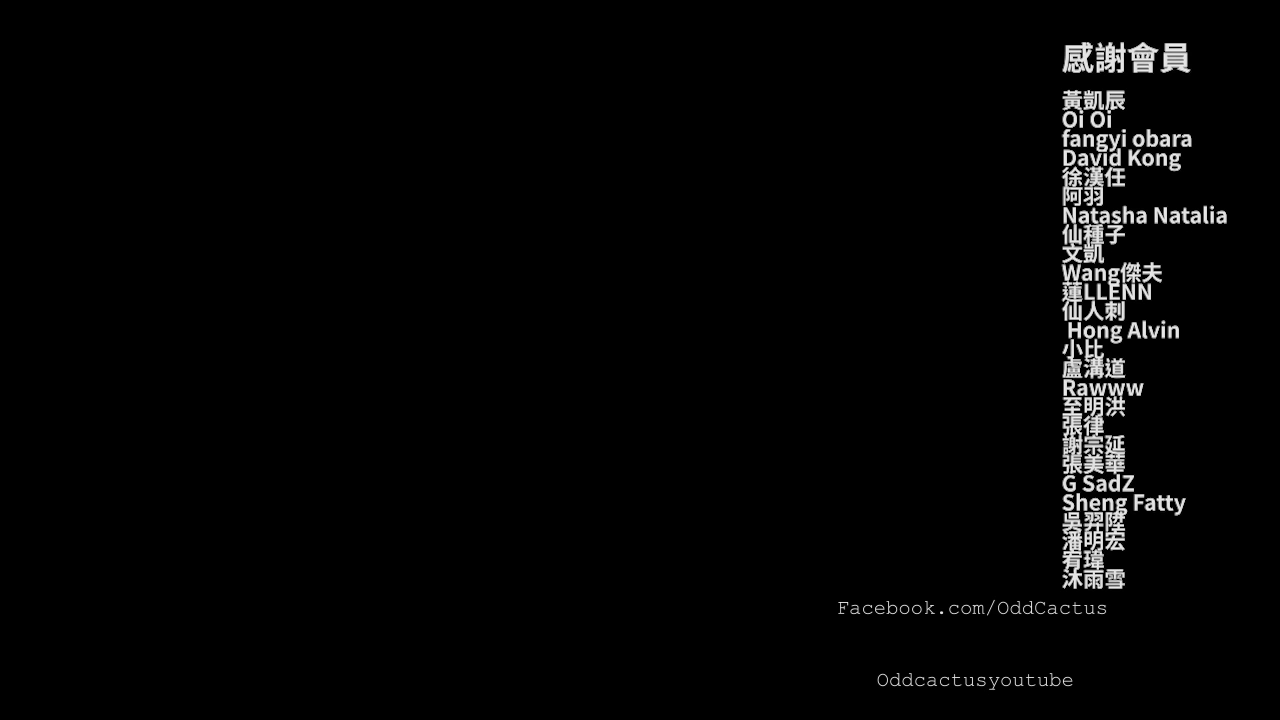 感謝會員
黃凱辰
Oi Oi
fangyi obara
David Kong
徐漢任
阿羽
Natasha Natalia
仙種子
文凱
Wang傑夫
蓮LLENN
仙人刺
Hong Alvin
小比
盧溝道
Rawww
至明洪
張律
謝宗延
張美華
G SadZ
Sheng Fatty
吳羿陞
潘明宏
宥瑋
沐雨雪
Facebook.com/OddCactus
Oddcactusyoutube